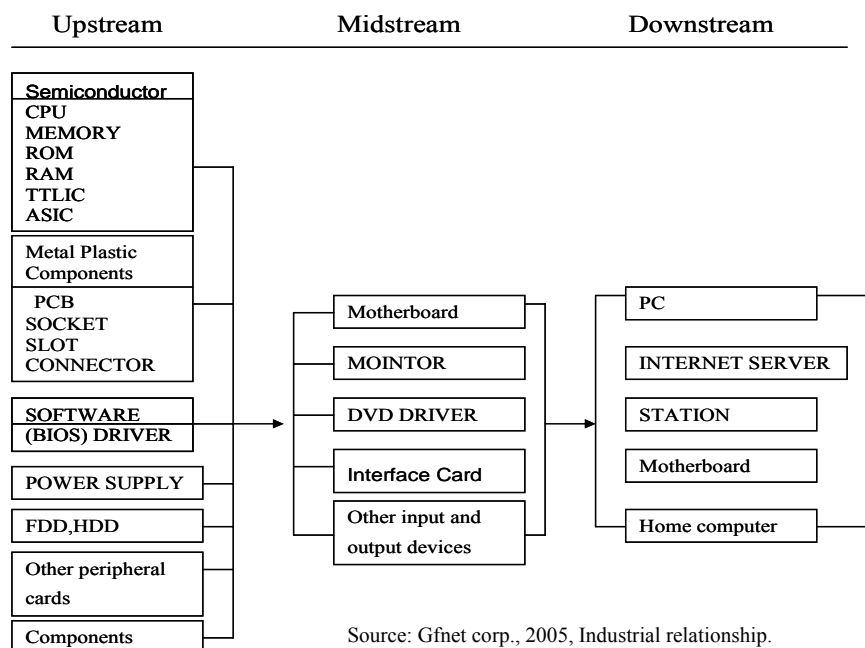 Upstream
Midstream
Downstream
Semiconductor
CPU
MEMORY
ROM
RAM
TTLIC
ASIC
Metal Plastic
Components
PCB
SOCKET
SLOT
CONNECTOR
SOFTWARE
(BIOS) DRIVER
POWER SUPPLY
FDD,HDD
Other peripheral
cards
Components
Motherboard
MOINTOR
DVD DRIVER
Interface Card
Other input and
output devices
PC
INTERNET SERVER
STATION
Motherboard
Home computer
Source: Gfnet corp., 2005, Industrial relationship.